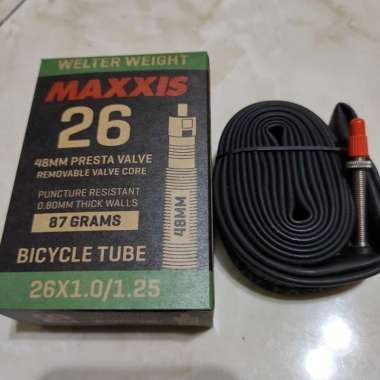 WELTER WEIGHT
MAXXIS
26
48MM PRESTA VALVE
REMOVABLE VALVE CORE
PUNCTURE RESISTANT
0.80MM THICK WALLS
87 GRAMS
48MM
BICYCLE TUBE
26X1.0/1.25